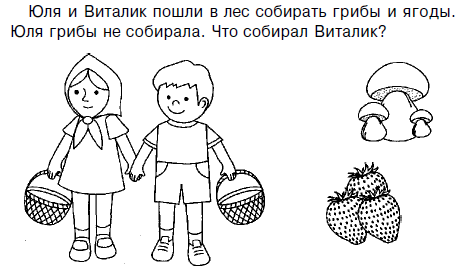 Юля и Виталик пошли в лес собирать грибы и ягоды.
Юля грибы не собирала. Что собирал Виталик?